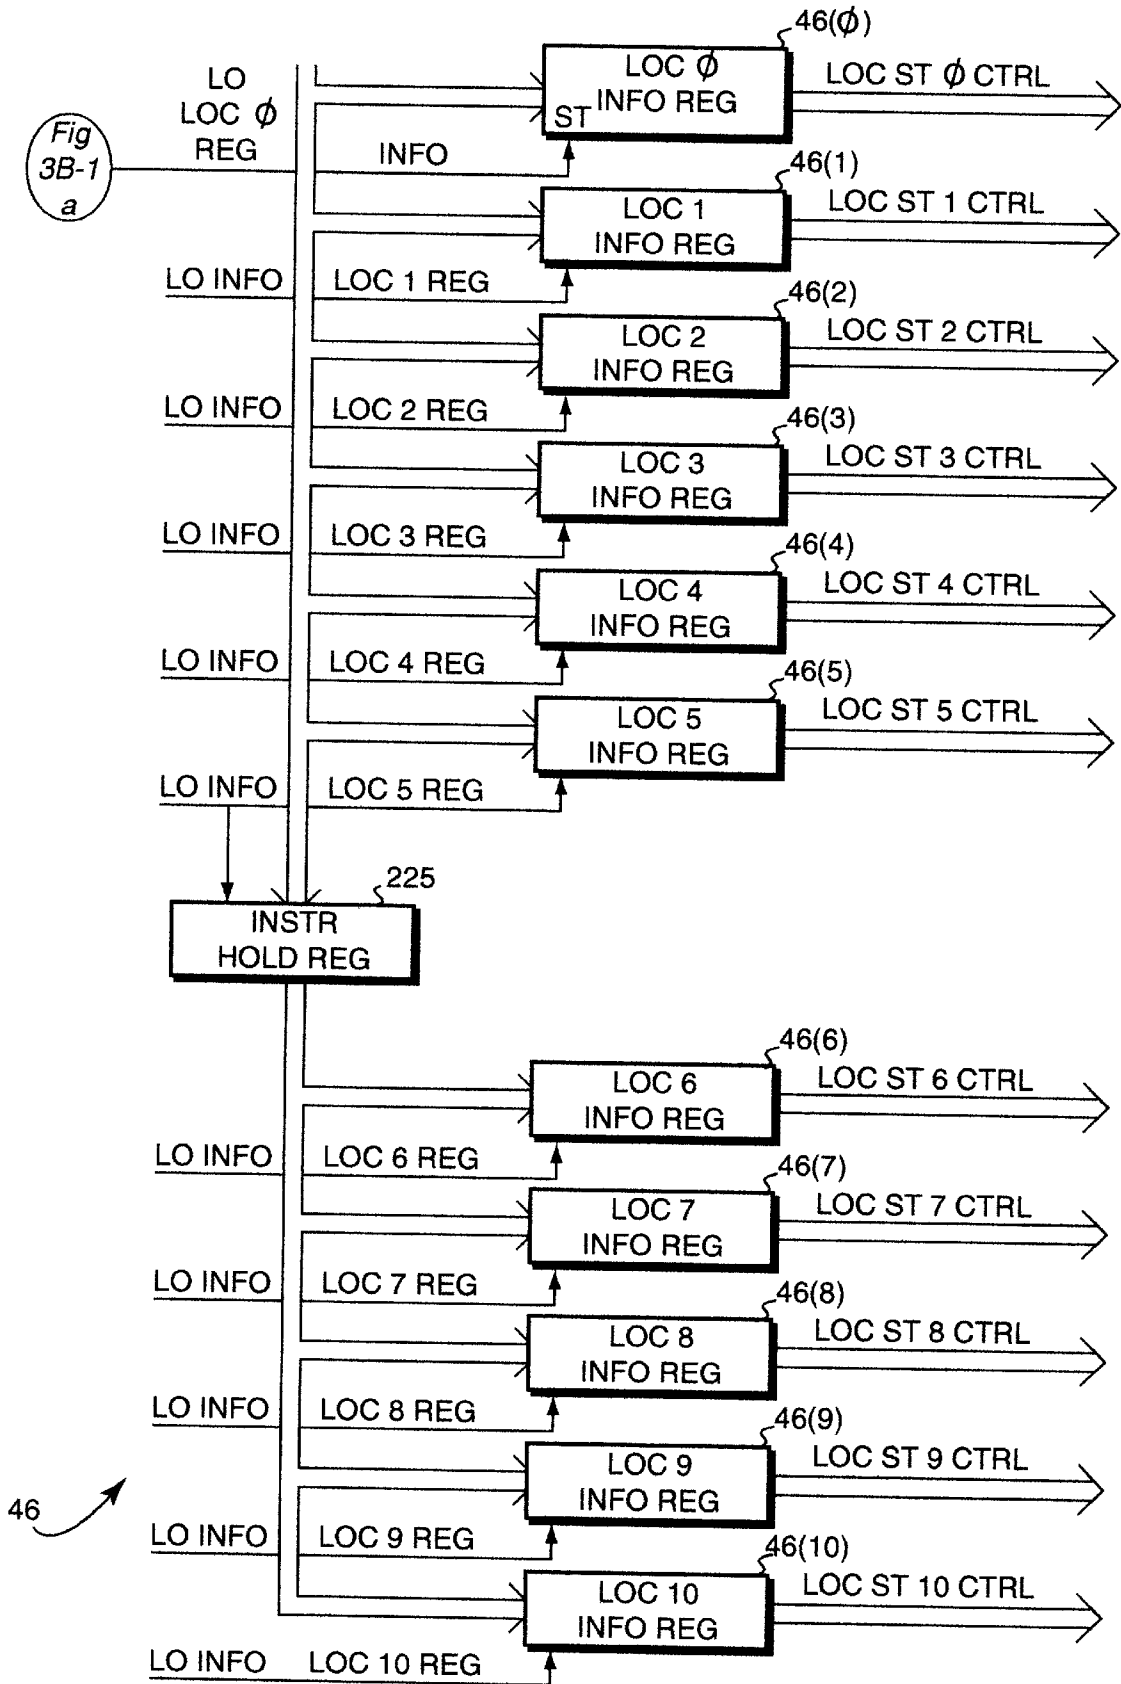 46(ϕ)
LO
LOC ϕ
REG
Fig
3B-1
a
LOC ϕ
INFO REG
ST
LOC ST ϕ CTRL
INFO
46(1)
LOC 1
INFO REG
LOC ST 1 CTRL
LO INFO LOC 1 REG
46(2)
LOC 2
INFO REG
LOC ST 2 CTRL
LO INFO LOC 2 REG
46(3)
LOC 3
INFO REG
LOC ST 3 CTRL
LO INFO LOC 3 REG
46(4)
LOC 4
INFO REG
LOC ST 4 CTRL
LO INFO LOC 4 REG
46(5)
LOC 5
INFO REG
LOC ST 5 CTRL
LO INFO LOC 5 REG
225
INSTR
HOLD REG
46(6)
LOC 6
INFO REG
LOC ST 6 CTRL
LO INFO LOC 6 REG
46(7)
LOC 7
INFO REG
LOC ST 7 CTRL
LO INFO LOC 7 REG
46(8)
LOC 8
INFO REG
LOC ST 8 CTRL
LO INFO LOC 8 REG
46(9)
LOC 9
INFO REG
LOC ST 9 CTRL
46
LO INFO LOC 9 REG
46(10)
LOC 10
INFO REG
LOC ST 10 CTRL
LO INFO LOC 10 REG